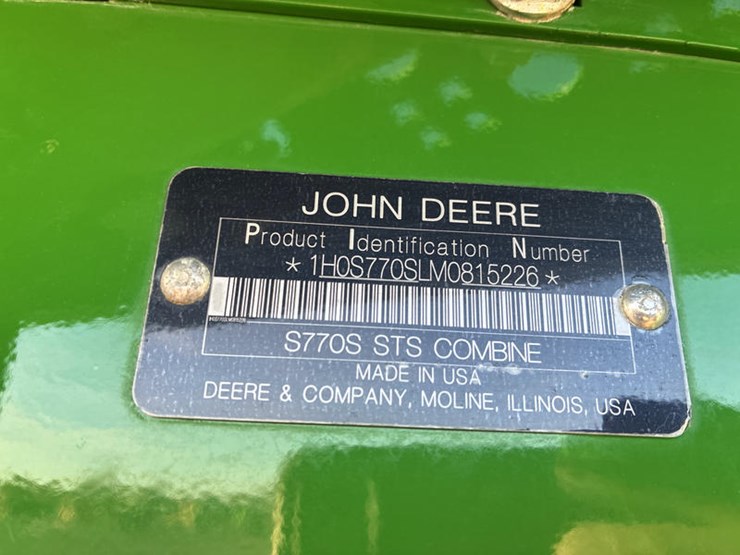 JOHN DEERE
Product Identification Number
* 1H0S770SLM0815226 *
S770S STS COMBINE
MADE IN USA
DEERE & COMPANY, MOLINE, ILLINOIS, USA